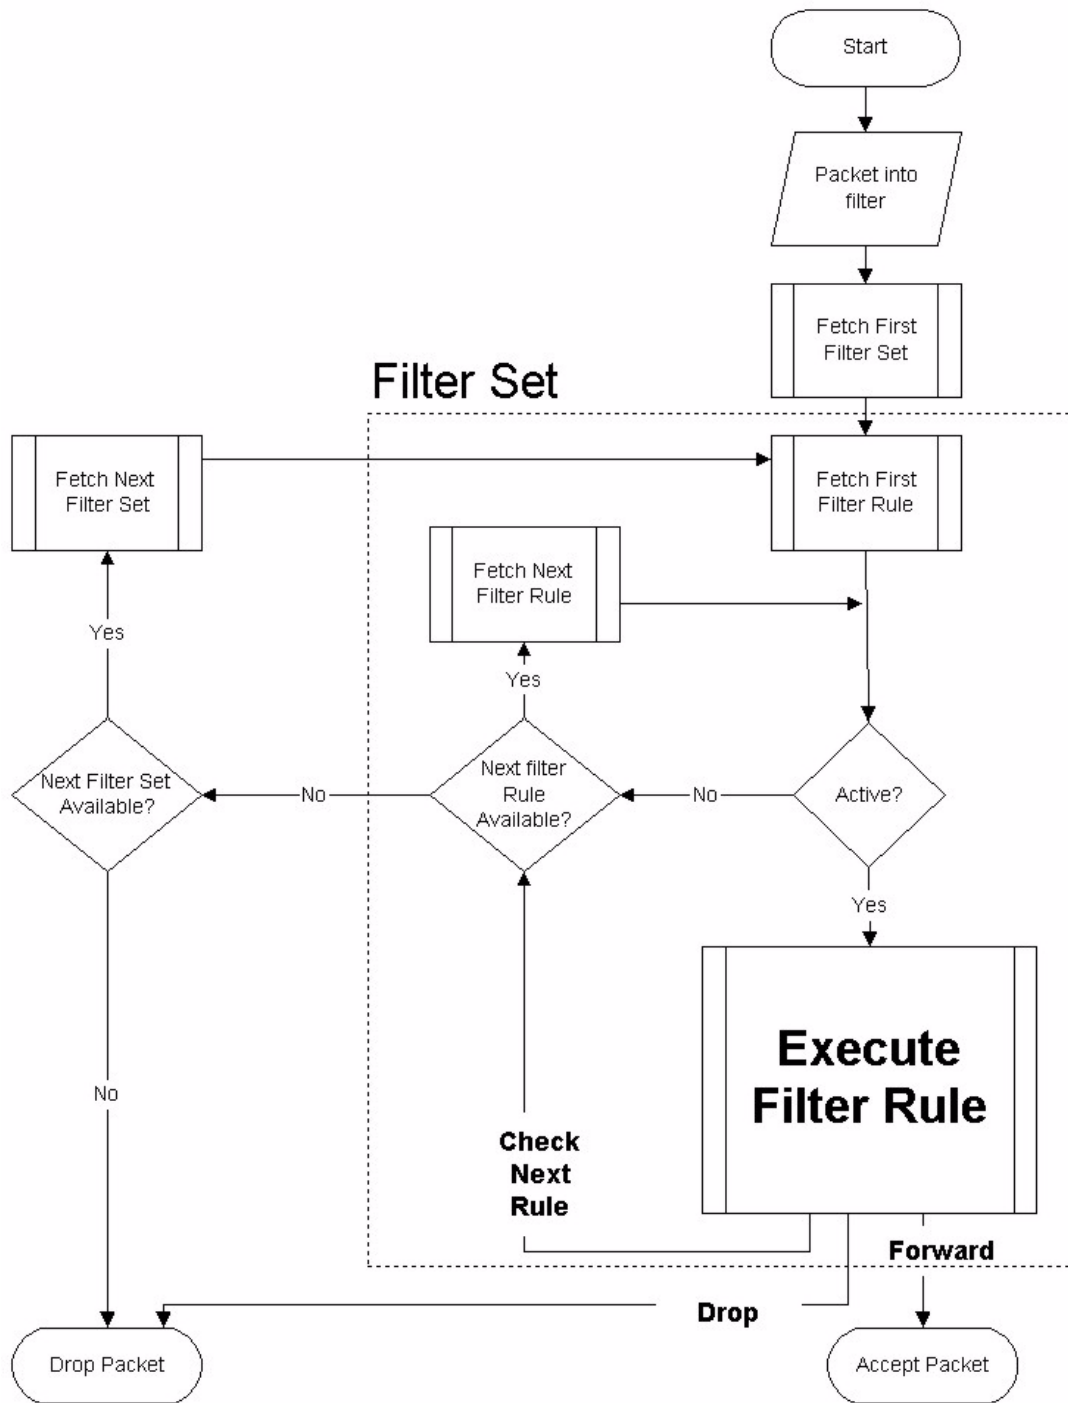 Start
Packet into
filter
Fetch First
Filter Set
Filter Set
Fetch Next
Filter Set
Fetch First
Filter Rule
Fetch Next
Filter Rule
Yes
Yes
Next Filter Set
Available?
No
Next filter
Rule
Available?
No
Active?
Yes
Execute
Filter Rule
No
Check
Next
Rule
Forward
Drop
Drop Packet
Accept Packet